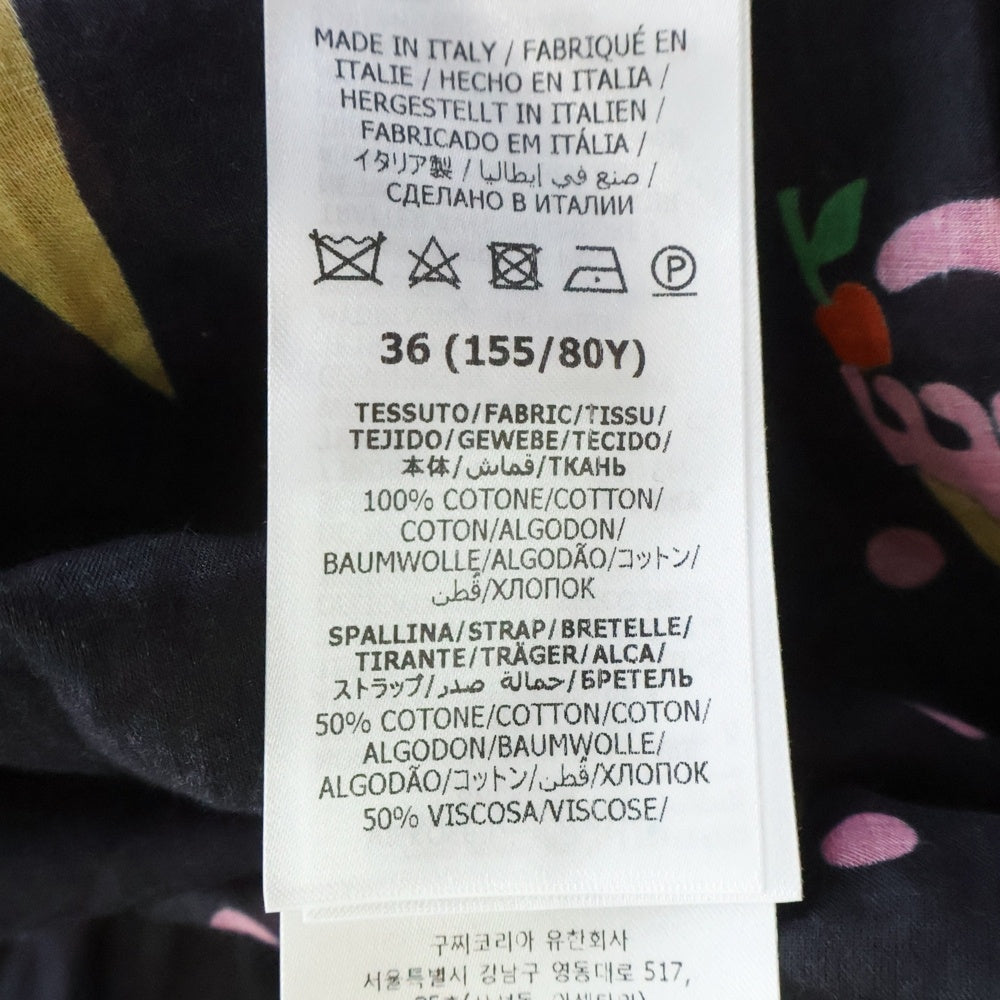 MADE IN ITALY / FABRIQUÉ EN
ITALIE / HECHO EN ITALIA /
HERGESTELLT IN ITALIEN /
FABRICADO EM ITÁLIA /
イタリア製 / صنع في ايطاليا /
СДЕЛАНО В ИТАЛИИ
P
36 (155/80Y)
TESSUTO/FABRIC/TISSU/
TEJIDO/GEWEBE/TECIDO/
本体/قماش/ТКАНЬ
100% COTONE/COTTON/
COTON/ALGODON/
BAUMWOLLE/ALGODÃO/コットン/
قُطن/ХЛОПОК
SPALLINA/STRAP/BRETELLE/
TIRANTE/TRÄGER/ALCA/
ストラップ/حمالة صدر/БРЕТЕЛЬ
50% COTONE/COTTON/COTON/
ALGODON/BAUMWOLLE/
ALGODÃO/コットン/قُطن/ХЛОПОК
50% VISCOSA/VISCOSE/
구찌코리아 유한회사
서울특별시 강남구 영동대로 517,